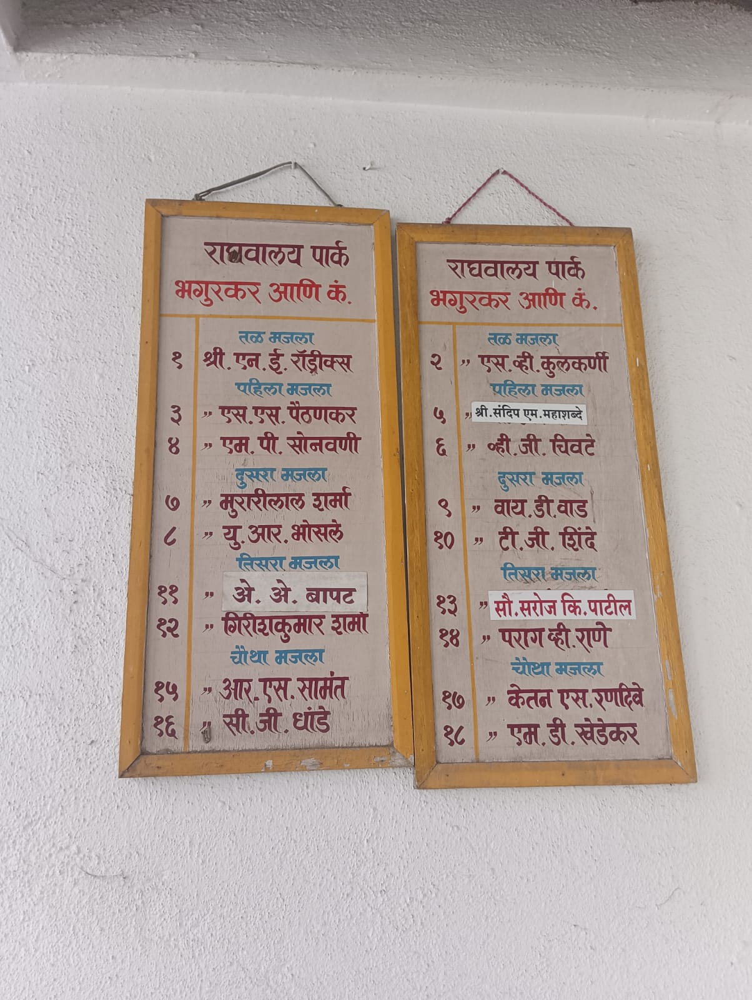 राघवालय पार्क
भगुरकर आणि कं.
तळ मजला
१ श्री. एन. ई. रॉड्रीक्स
पहिला मजला
३ " एस. एस. पैठणकर
४ " एम. पी. सोनवणी
दुसरा मजला
७ " मुरारीलाल शर्मा
८ " यु. आर. भोसले
तिसरा मजला
११ " अे. अे. बापट
१२ " गिरीशकुमार शर्मा
चौथा मजला
१५ " आर. एस. सामंत
१६ " सी. जी. धांडे
राघवालय पार्क
भगुरकर आणि कं.
तळ मजला
२ " एस. व्ही. कुलकर्णी
पहिला मजला
५ " श्री. संदिप एम. महाशब्दे
६ " व्ही. जी. चिवटे
दुसरा मजला
९ " वाय. डी. वाड
१० " टी. जी. शिंदे
तिसरा मजला
१३ " सौ. सरोज कि. पाटील
१४ " पराग व्ही. राणे
चौथा मजला
१७ " केतन एस. रणदिवे
१८ " एम. डी. खेडेकर